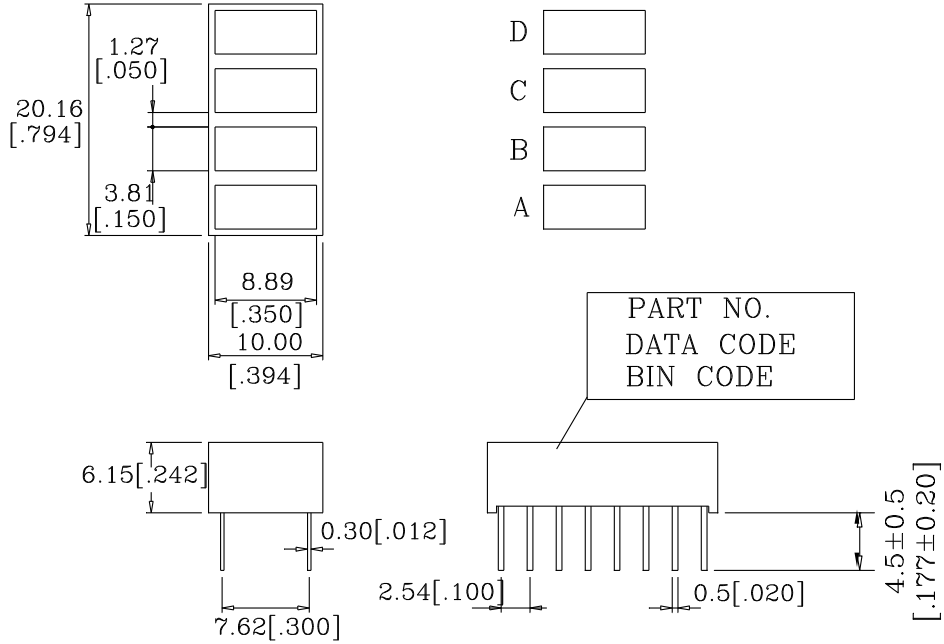 1.27
[.050]
20.16
[.794]
3.81
[.150]
8.89
[.350]
10.00
[.394]
D
C
B
A
PART NO.
DATA CODE
BIN CODE
6.15[.242]
0.30[.012]
7.62[.300]
2.54[.100]
0.5[.020]
4.5±0.5
[.177±0.20]